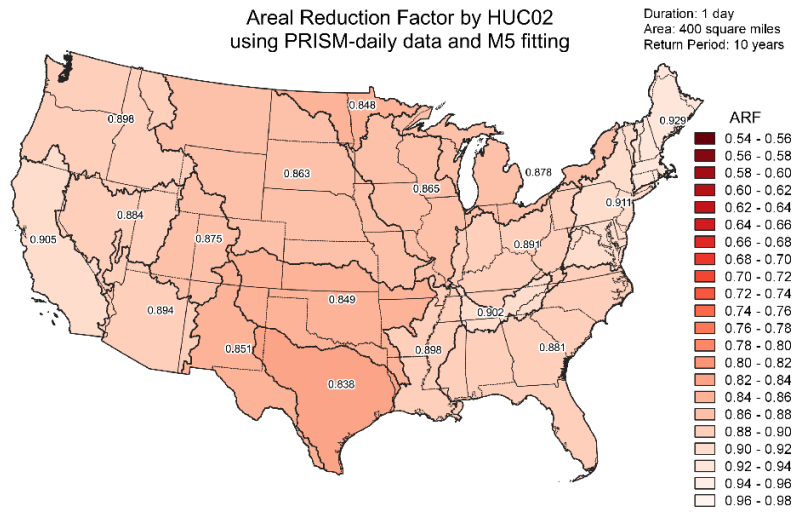 Areal Reduction Factor by HUC02
using PRISM-daily data and M5 fitting
Duration: 1 day
Area: 400 square miles
Return Period: 10 years
0.848
0.929
0.898
0.863
0.878
0.865
0.911
0.884
0.905
0.875
0.891
0.894
0.849
0.902
0.851
0.898
0.881
0.838
ARF
0.54 - 0.56
0.56 - 0.58
0.58 - 0.60
0.60 - 0.62
0.62 - 0.64
0.64 - 0.66
0.66 - 0.68
0.68 - 0.70
0.70 - 0.72
0.72 - 0.74
0.74 - 0.76
0.76 - 0.78
0.78 - 0.80
0.80 - 0.82
0.82 - 0.84
0.84 - 0.86
0.86 - 0.88
0.88 - 0.90
0.90 - 0.92
0.92 - 0.94
0.94 - 0.96
0.96 - 0.98